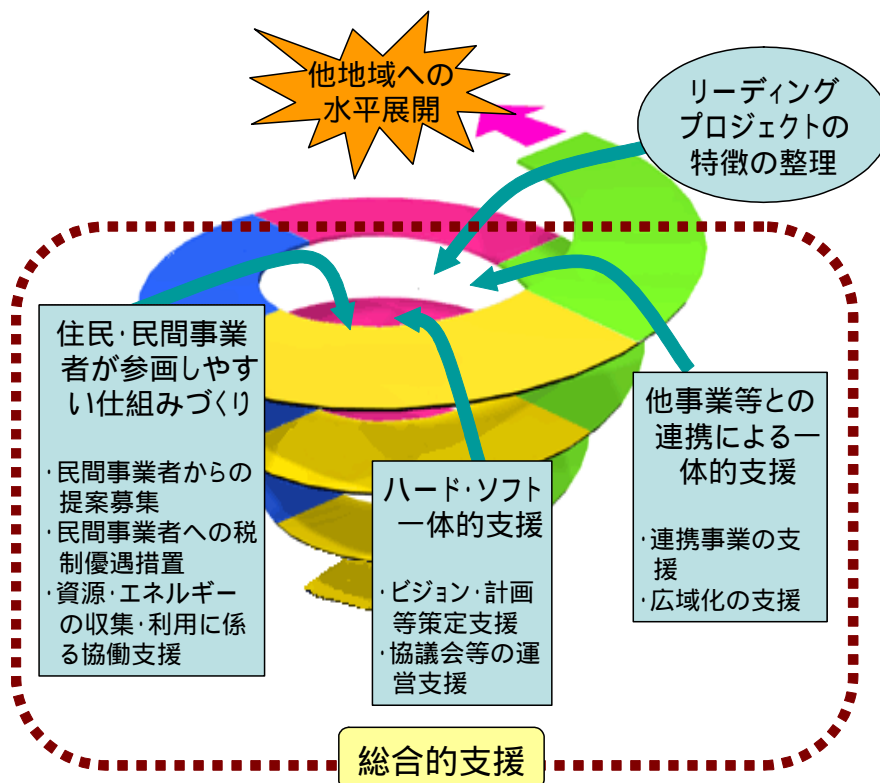 他地域への
水平展開
リーディング
プロジェクトの
特徴の整理
住民・民間事業
者が参画しやす
い仕組みづくり
・民間事業者からの
提案募集
・民間事業者への税
制優遇措置
・資源・エネルギー
の収集・利用に係
る協働支援
ハード・ソフト
一体的支援
・ビジョン・計画
等策定支援
・協議会等の運
営支援
他事業等との
連携による一
体的支援
・連携事業の支
援
・広域化の支援
総合的支援